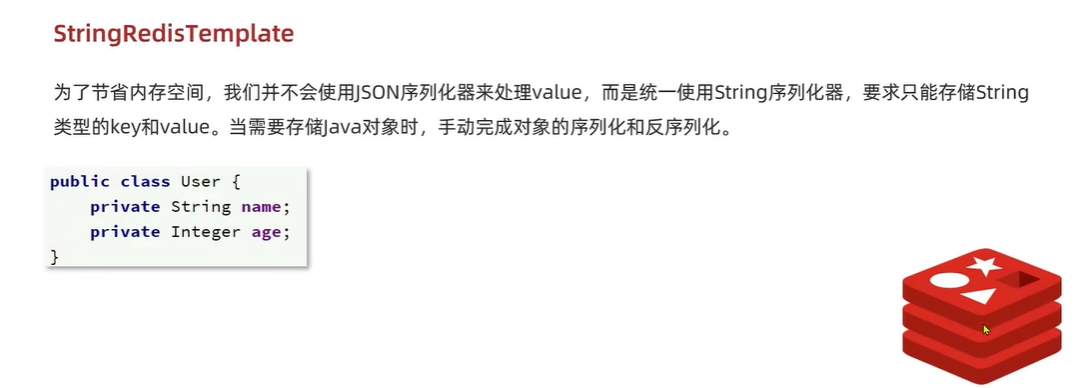 StringRedisTemplate
为了节省内存空间，我们并不会使用JSON序列化器来处理value，而是统一使用String序列化器，要求只能存储String
类型的key和value。当需要存储Java对象时，手动完成对象的序列化和反序列化。
public class User {
    private String name;
    private Integer age;
}